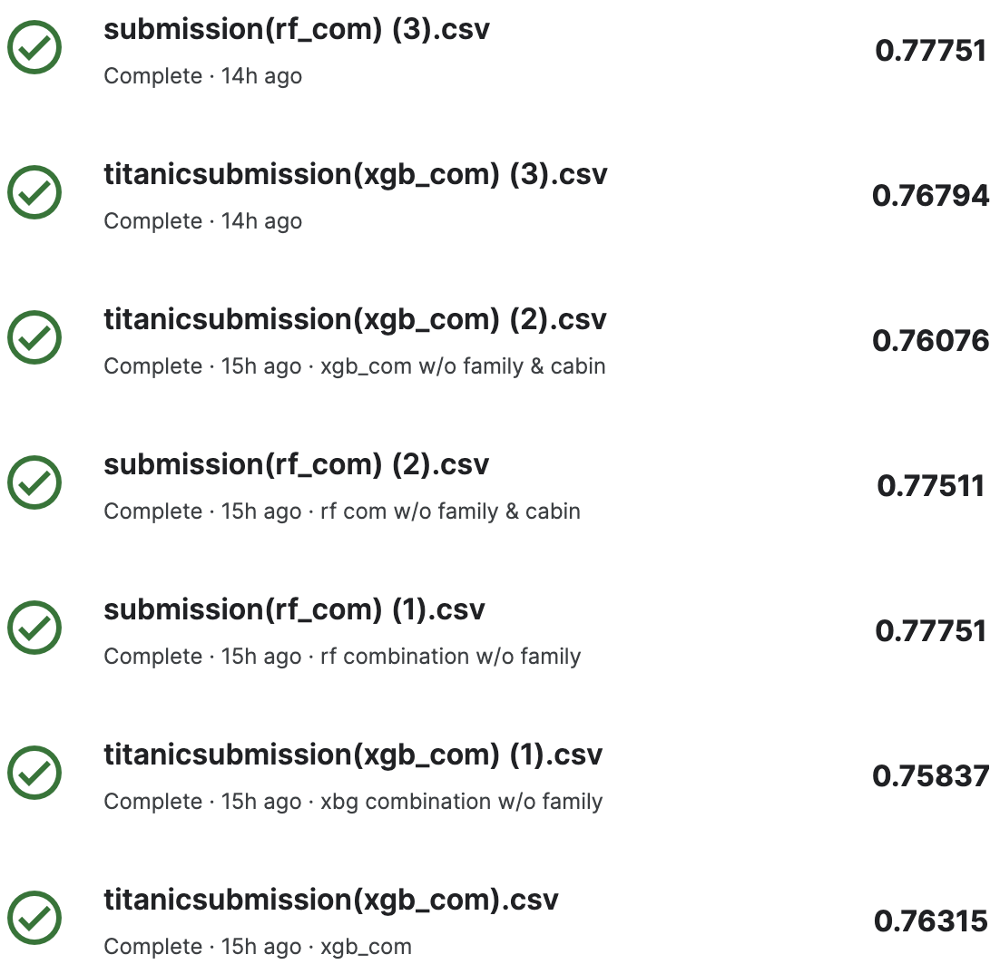 submission(rf_com) (3).csv
0.77751
Complete · 14h ago
titanicsubmission(xgb_com) (3).csv
0.76794
Complete · 14h ago
titanicsubmission(xgb_com) (2).csv
0.76076
Complete · 15h ago · xgb_com w/o family & cabin
submission(rf_com) (2).csv
0.77511
Complete · 15h ago · rf com w/o family & cabin
submission(rf_com) (1).csv
0.77751
Complete · 15h ago · rf combination w/o family
titanicsubmission(xgb_com) (1).csv
0.75837
Complete · 15h ago · xbg combination w/o family
titanicsubmission(xgb_com).csv
0.76315
Complete · 15h ago · xgb_com